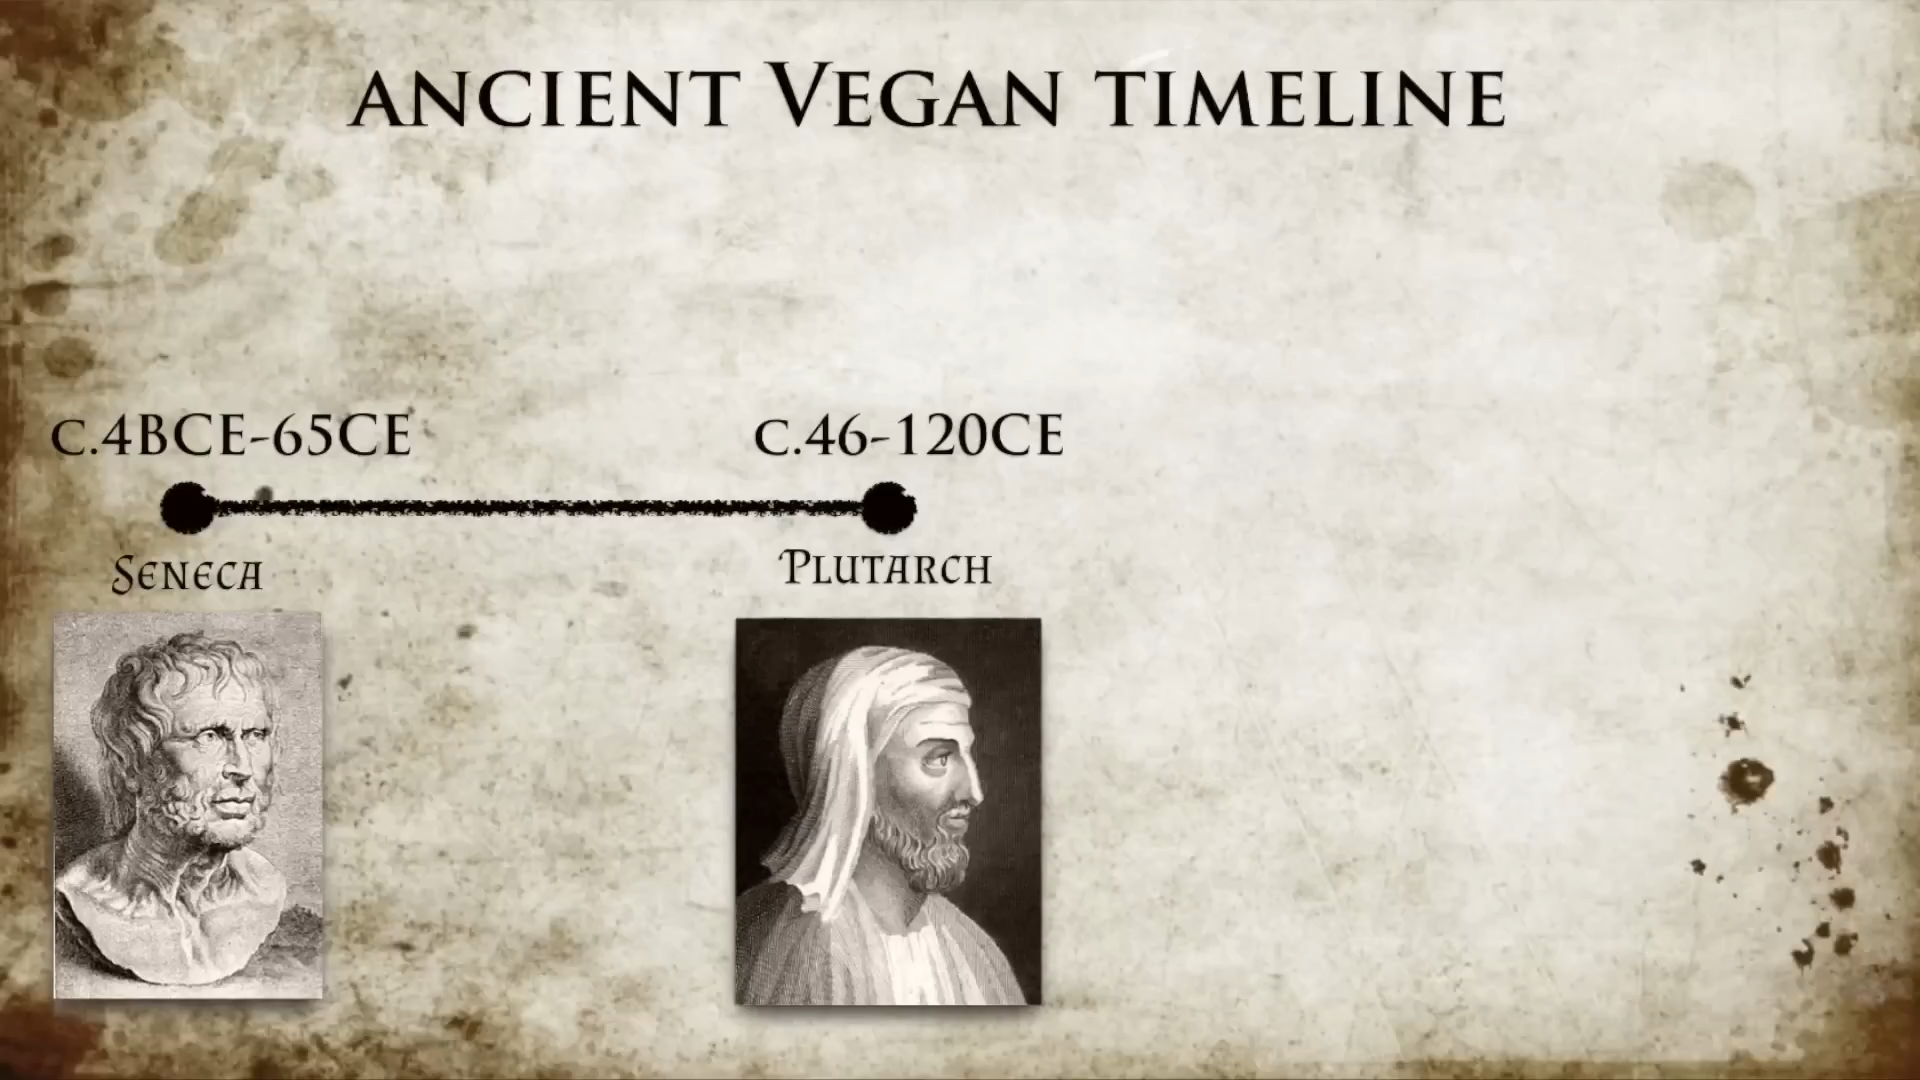 ANCIENT VEGAN TIMELINE
C.4BCE-65CE
C.46-120CE
SENECA
PLUTARCH